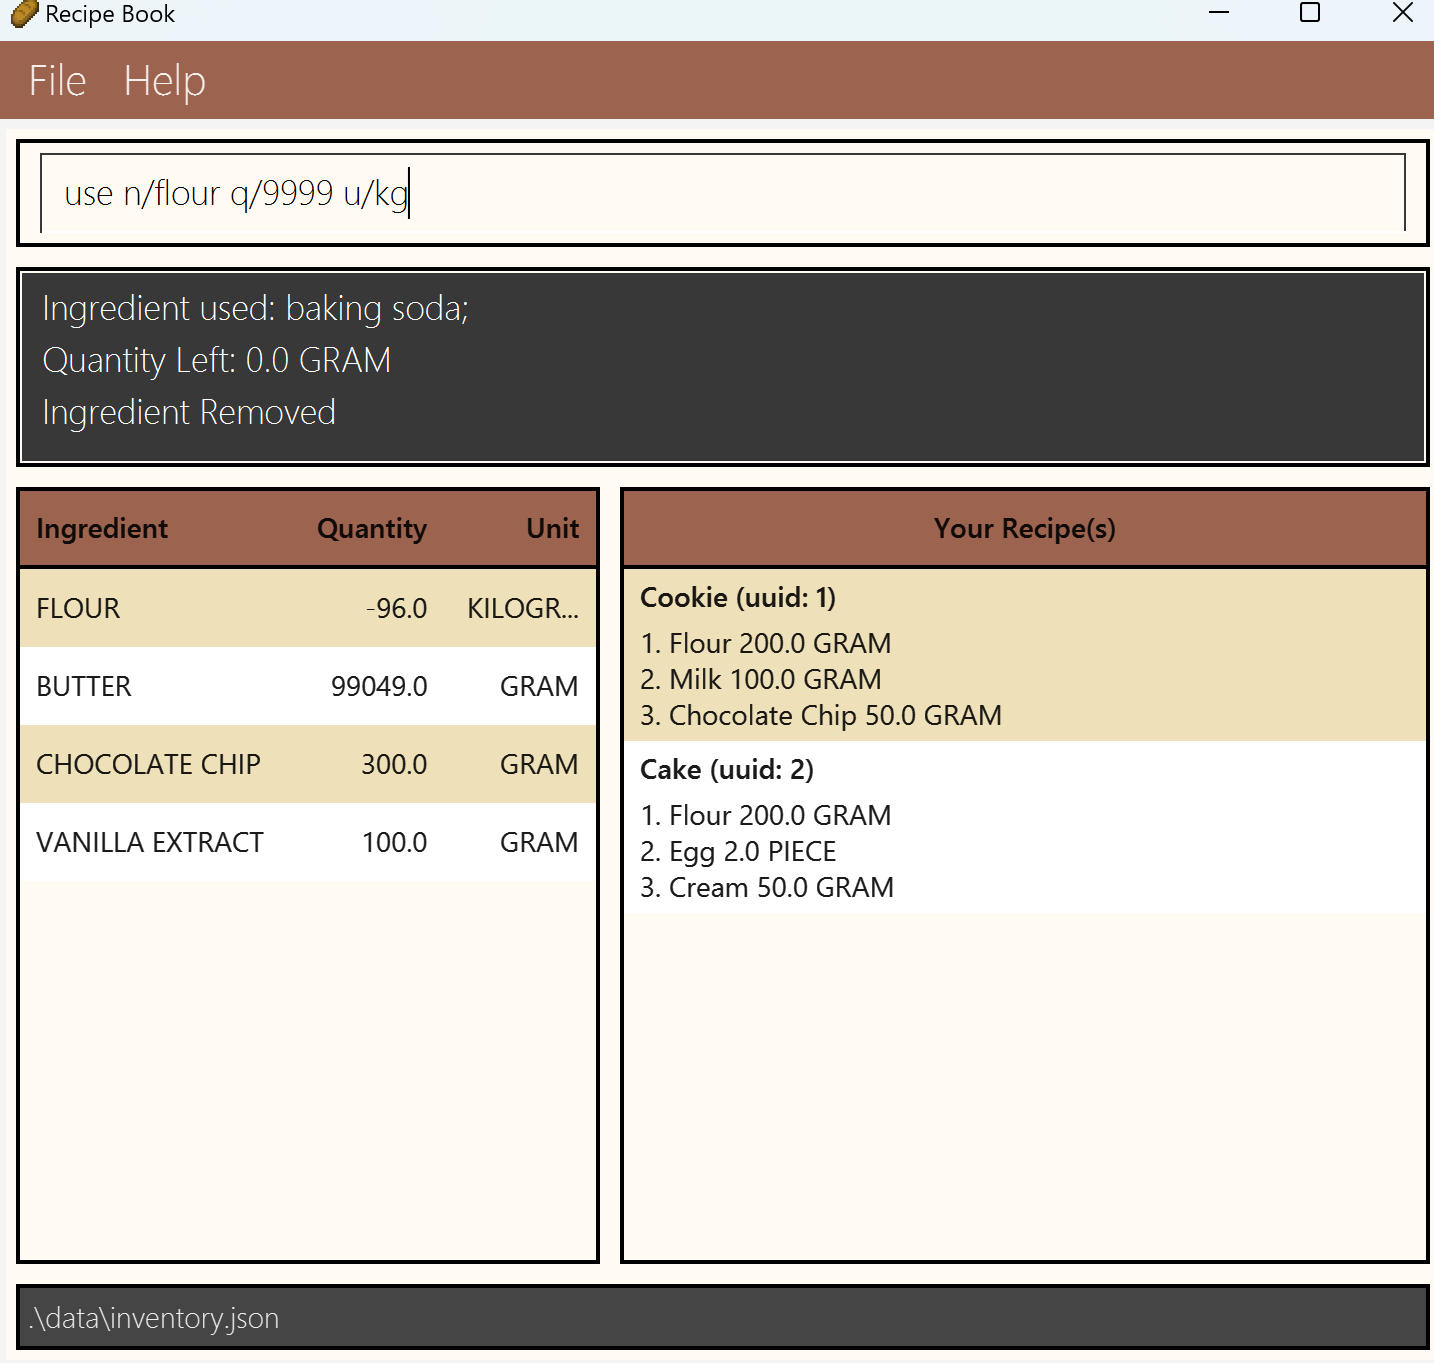 Recipe Book
File Help
use n/flour q/9999 u/kg
Ingredient used: baking soda;
Quantity Left: 0.0 GRAM
Ingredient Removed
Ingredient Quantity Unit
FLOUR -96.0 KILOGR...
BUTTER 99049.0 GRAM
CHOCOLATE CHIP 300.0 GRAM
VANILLA EXTRACT 100.0 GRAM
Your Recipe(s)
Cookie (uuid: 1)
1. Flour 200.0 GRAM
2. Milk 100.0 GRAM
3. Chocolate Chip 50.0 GRAM
Cake (uuid: 2)
1. Flour 200.0 GRAM
2. Egg 2.0 PIECE
3. Cream 50.0 GRAM
.\data\inventory.json